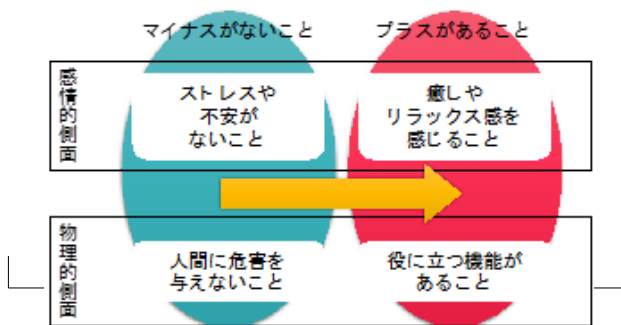 マイナスがないこと
プラスがあること
感情的側面
ストレスや
不安が
ないこと
癒しや
リラックス感を
感じること
物理的側面
人間に危害を
与えないこと
役に立つ機能が
あること